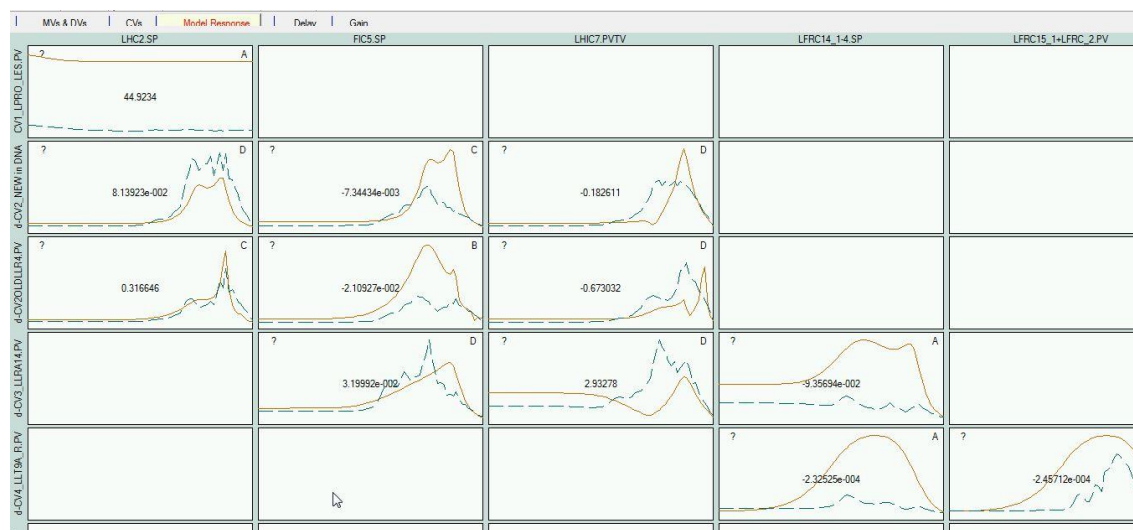 MVs & DVs CVs Model Response Delay Gain
LHC2.SP FIC5.SP LHIC7.PVTV LFRC14_1-4.SP LFRC15_1+LFRC_2.PV
CV1_LPRO_LES.PV
? A
44.9234
d-CV2_NEW in DNA
? D ? C ? D
8.13923e-002 -7.34434e-003 -0.182611
d-CV2OLDLLR4.PV
? C ? B ? D
0.316646 -2.10927e-002 -0.673032
d-CV3_LLRA14.PV
? D ? D ? A
3.19992e-002 2.93278 -9.35694e-002
d-CV4_LLT9A_R.PV
? A ?
-2.32525e-004 -2.45712e-004